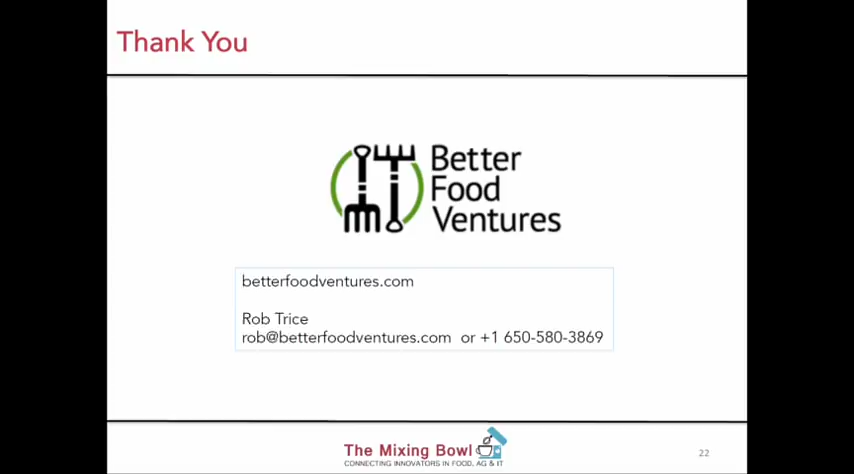 Thank You
Better
Food
Ventures
betterfoodventures.com
Rob Trice
rob@betterfoodventures.com or +1 650-580-3869
The Mixing Bowl
CONNECTING INNOVATORS IN FOOD, AG & IT
22